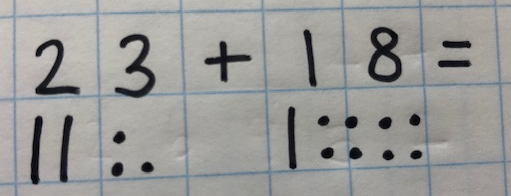 23 + 18 =